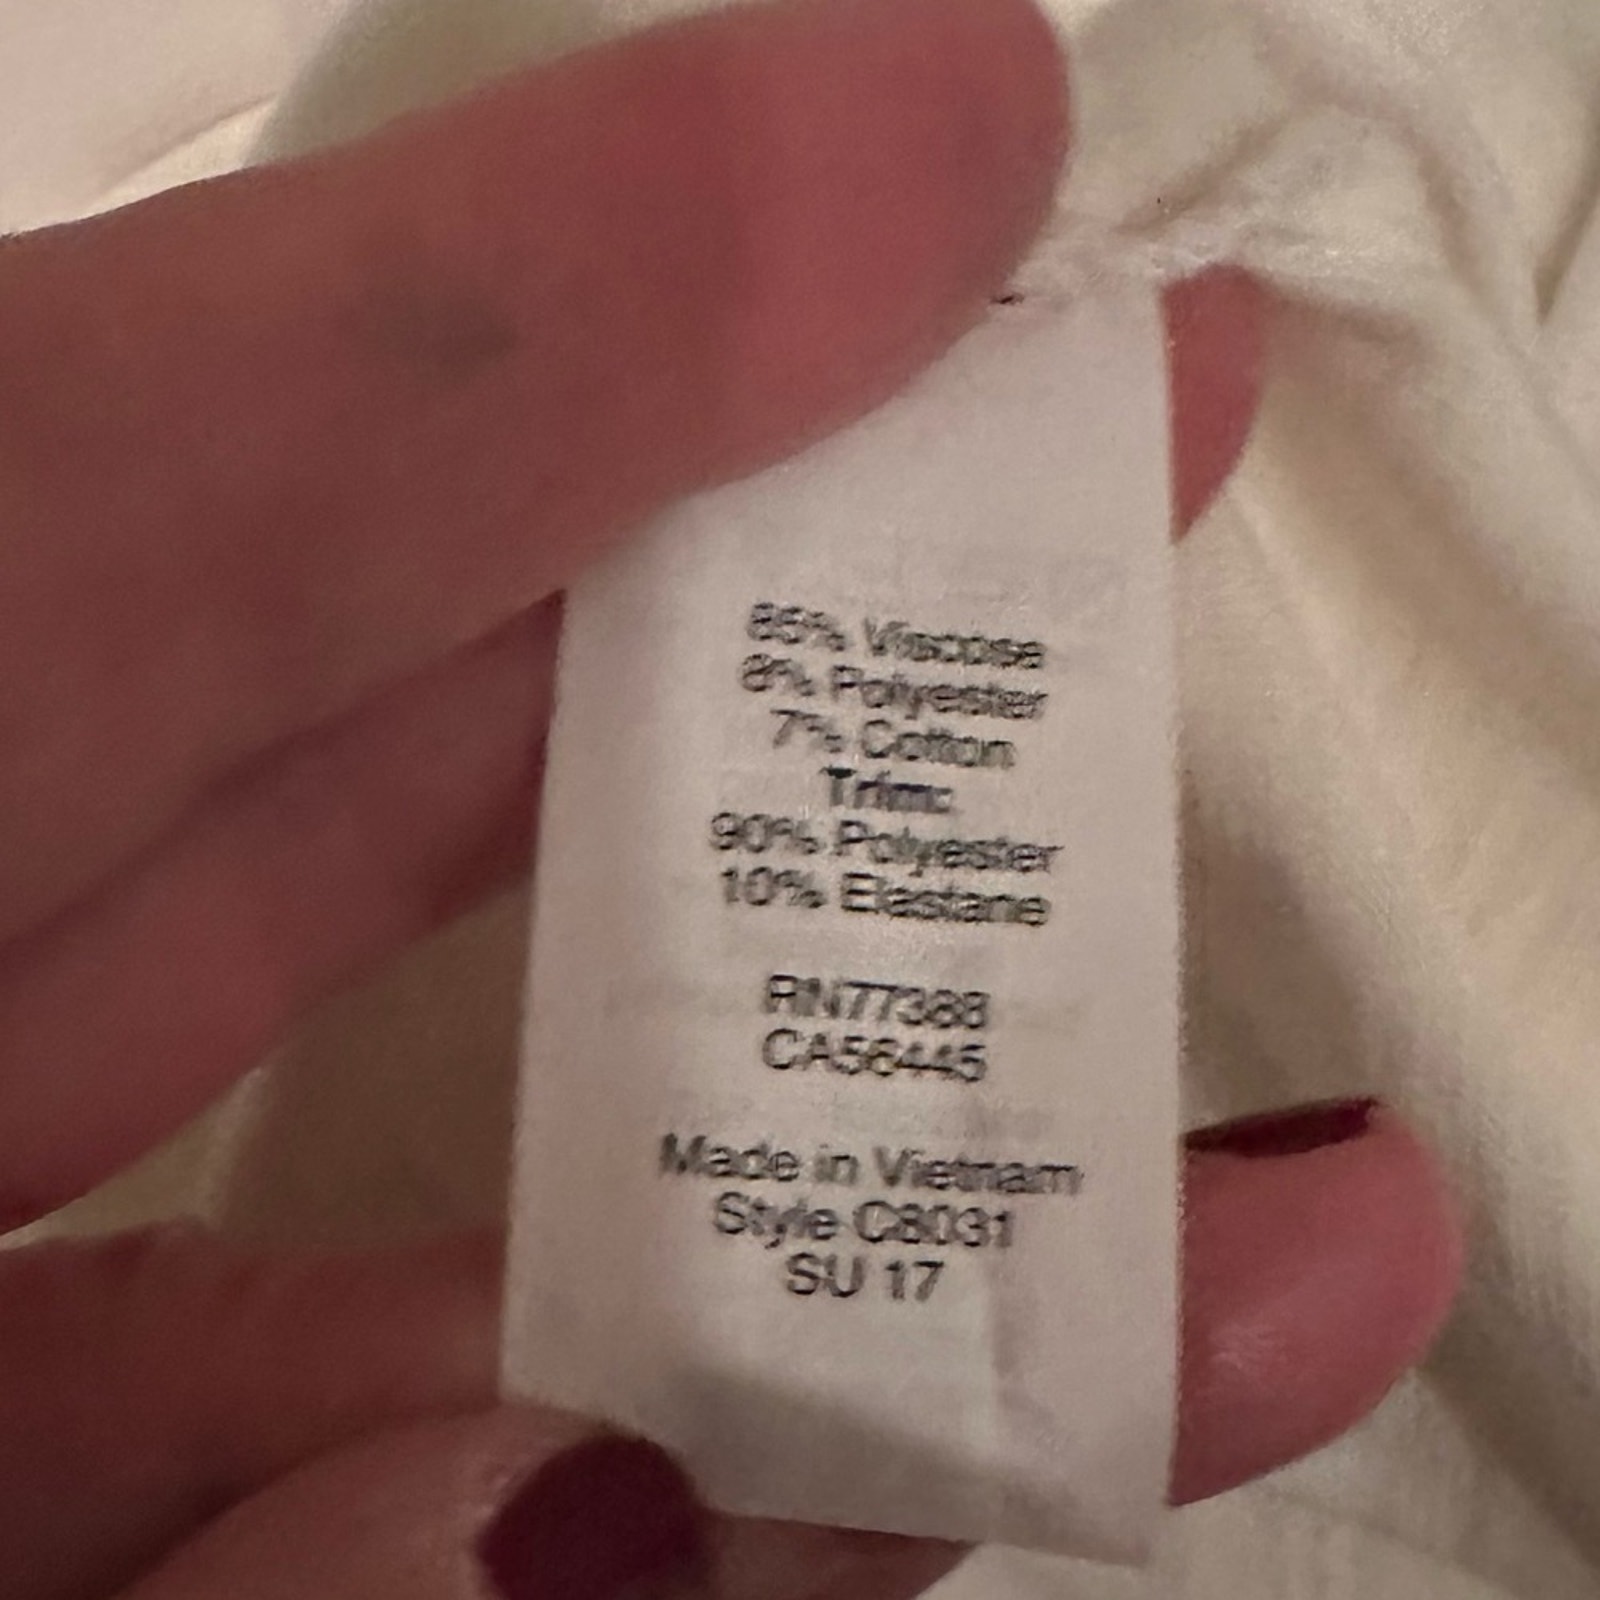 85% Viscose
8% Polyester
7% Cotton
Trim:
90% Polyester
10% Elastane
RN77388
CA56445
Made in Vietnam
Style C8031
SU 17